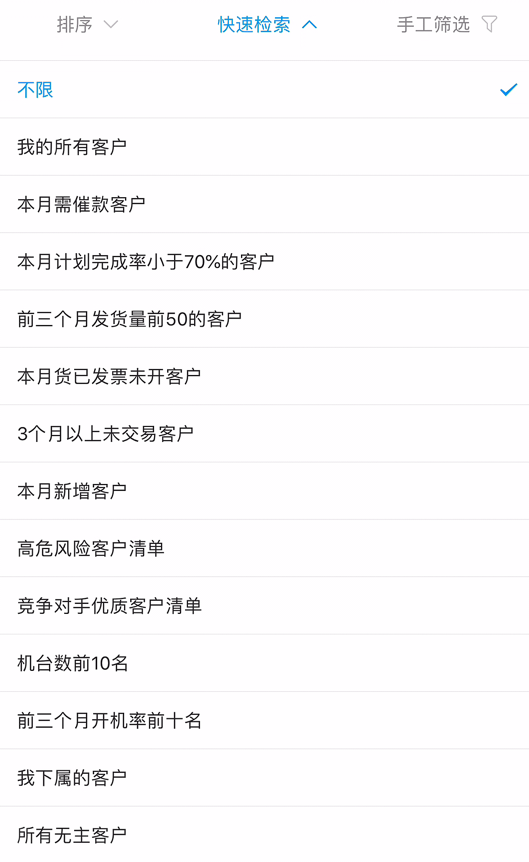 排序 快速检索 手工筛选
不限
我的所有客户
本月需催款客户
本月计划完成率小于70%的客户
前三个月发货量前50的客户
本月货已发票未开客户
3个月以上未交易客户
本月新增客户
高危风险客户清单
竞争对手优质客户清单
机台数前10名
前三个月开机率前十名
我下属的客户
所有无主客户